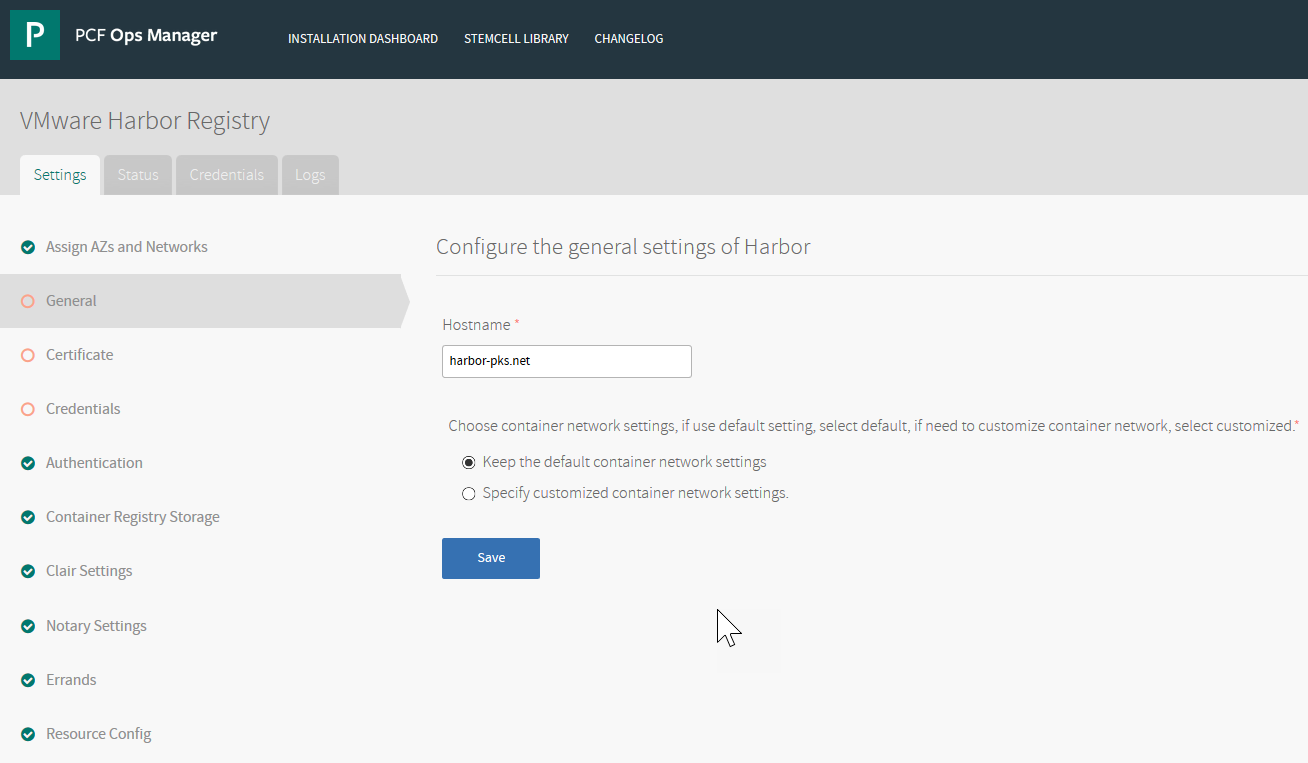 P PCF Ops Manager INSTALLATION DASHBOARD STEMCELL LIBRARY CHANGELOG
VMware Harbor Registry
Settings Status Credentials Logs
Assign AZs and Networks
General
Certificate
Credentials
Authentication
Container Registry Storage
Clair Settings
Notary Settings
Errands
Resource Config
Configure the general settings of Harbor
Hostname *
harbor-pks.net
Choose container network settings, if use default setting, select default, if need to customize container network, select customized.*
Keep the default container network settings
Specify customized container network settings.
Save